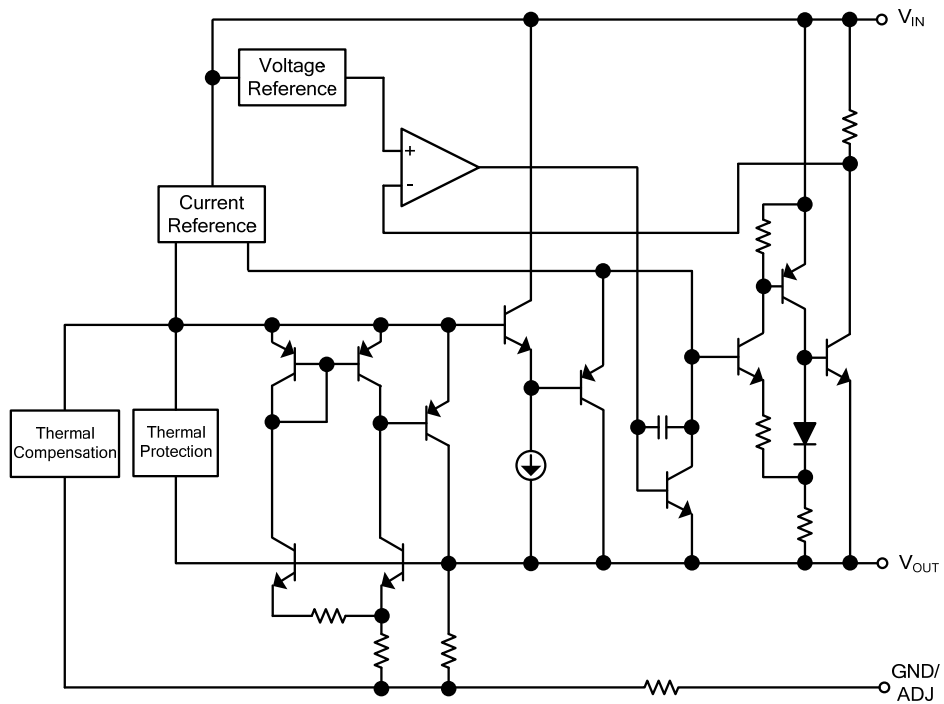 V_IN
Voltage
Reference
+
-
Current
Reference
Thermal
Compensation
Thermal
Protection
V_OUT
GND/
ADJ